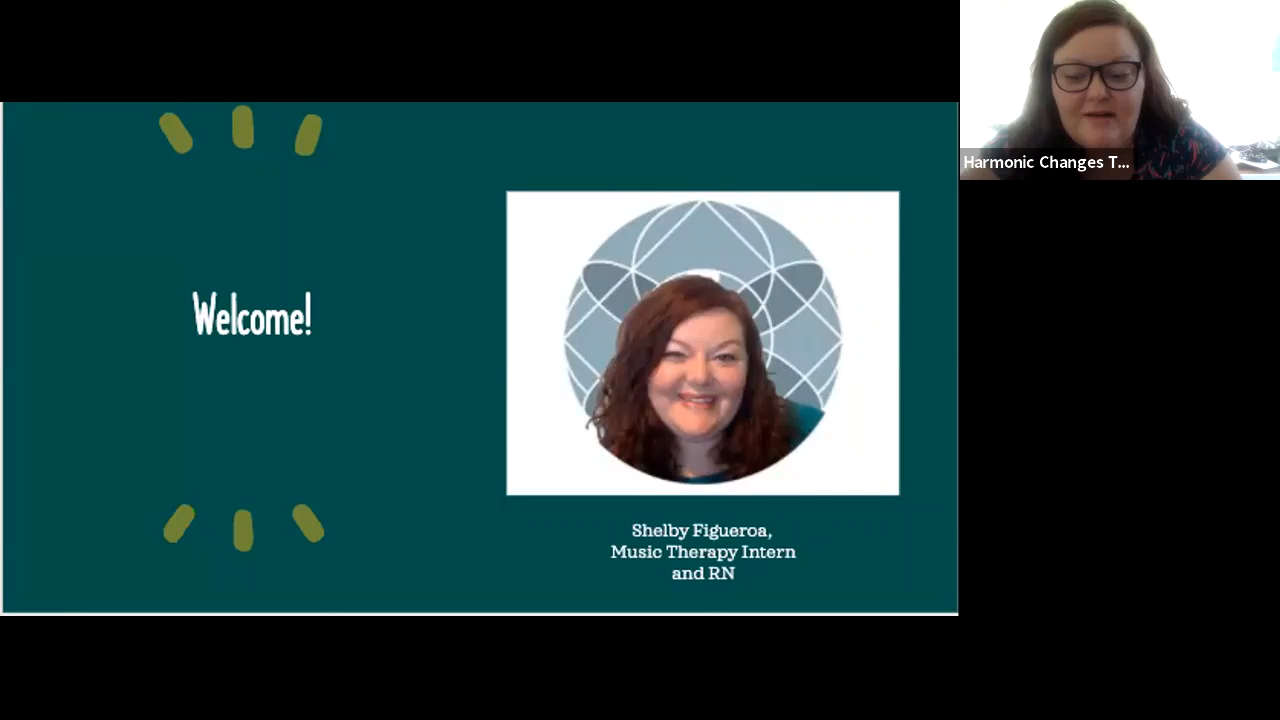 Harmonic Changes T...
Welcome!
Shelby Figueroa,
Music Therapy Intern
and RN